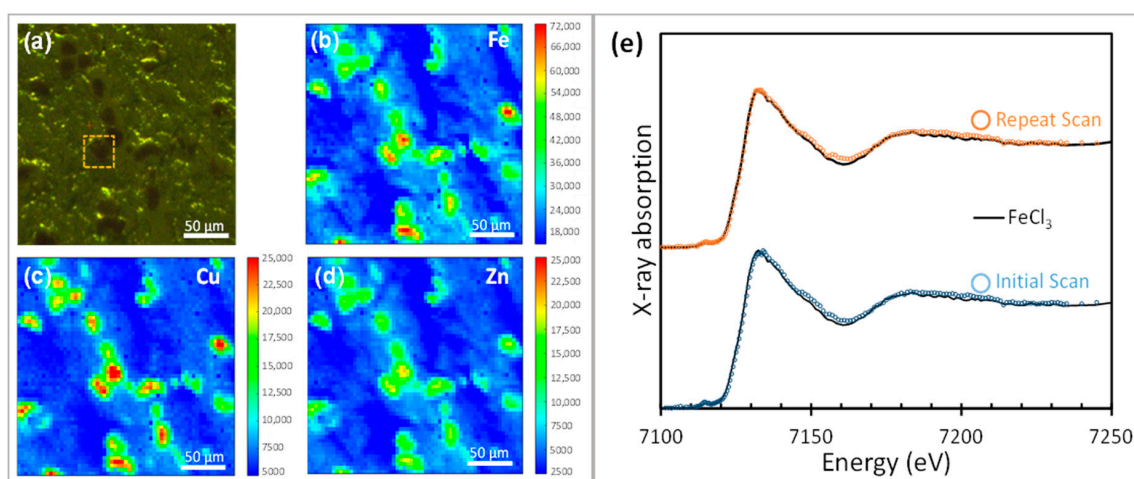 (a)
50 μm
(b)
Fe
50 μm
72,000
66,000
60,000
54,000
48,000
42,000
36,000
30,000
24,000
18,000
(c)
Cu
50 μm
25,000
22,500
20,000
17,500
15,000
12,500
10,000
7500
5000
(d)
Zn
50 μm
25,000
22,500
20,000
17,500
15,000
12,500
10,000
7500
5000
2500
(e)
X-ray absorption
Repeat Scan
FeCl₃
Initial Scan
7100
7150
7200
7250
Energy (eV)